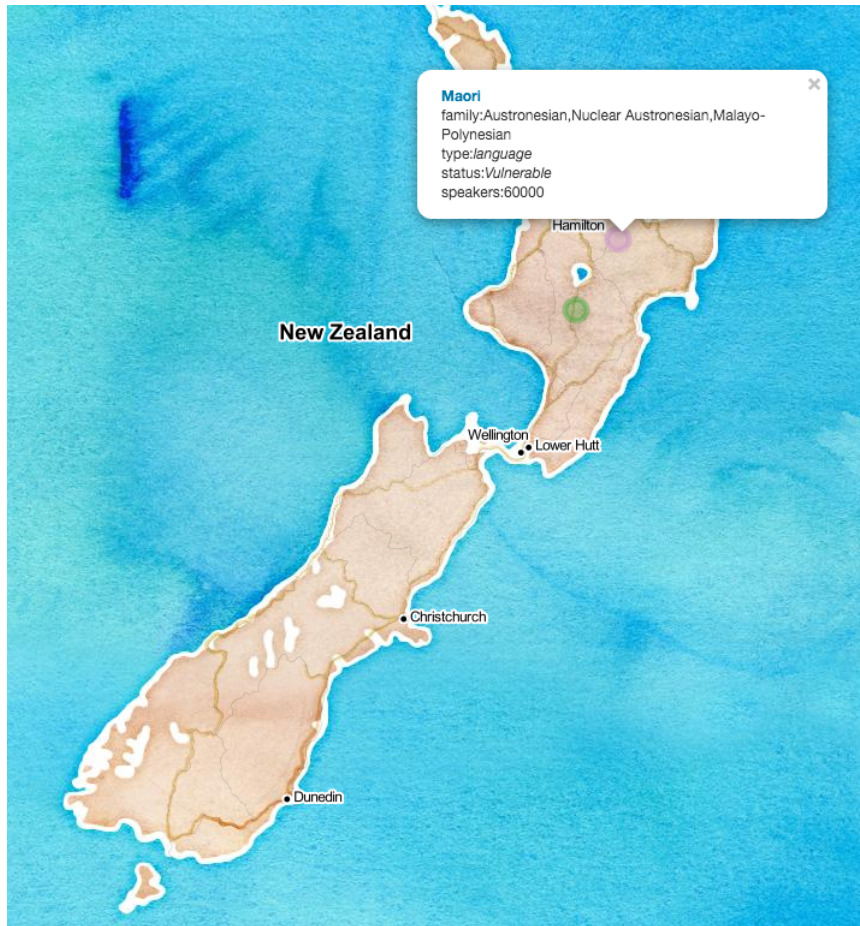 ×
Maori
family:Austronesian,Nuclear Austronesian,Malayo-
Polynesian
type:language
status:Vulnerable
speakers:60000
Hamilton
New Zealand
Wellington
Lower Hutt
Christchurch
Dunedin